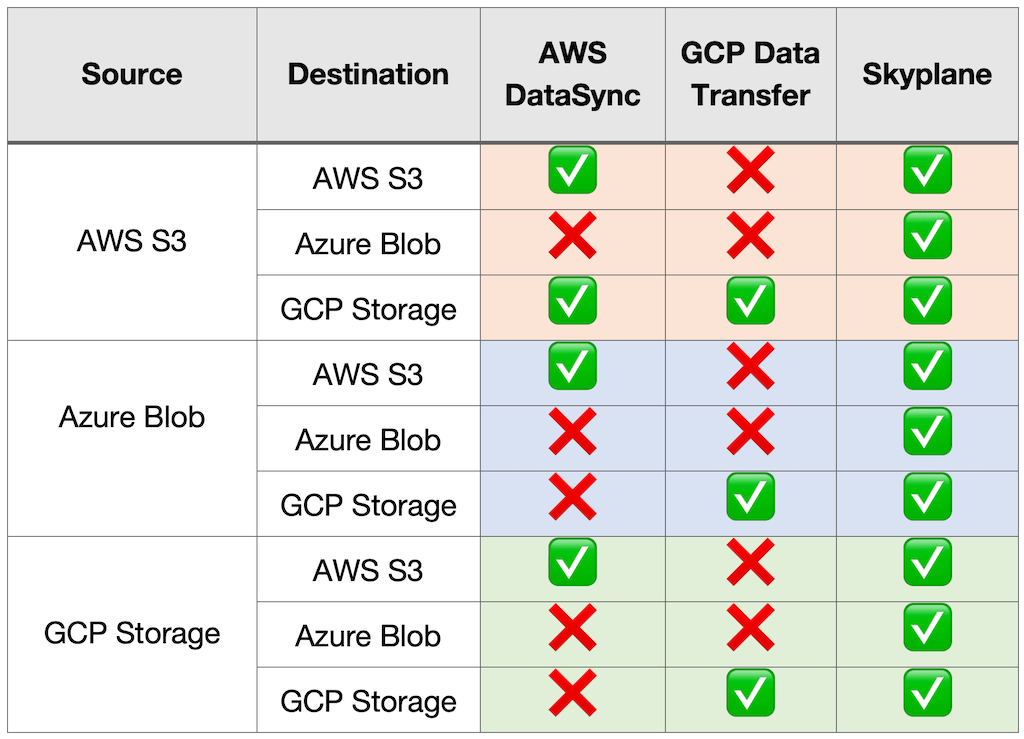 Source Destination AWS DataSync GCP Data Transfer Skyplane
AWS S3 AWS S3 ✅ ❌ ✅
Azure Blob ❌ ❌ ✅
GCP Storage ✅ ✅ ✅
Azure Blob AWS S3 ✅ ❌ ✅
Azure Blob ❌ ❌ ✅
GCP Storage ❌ ✅ ✅
GCP Storage AWS S3 ✅ ❌ ✅
Azure Blob ❌ ❌ ✅
GCP Storage ❌ ✅ ✅